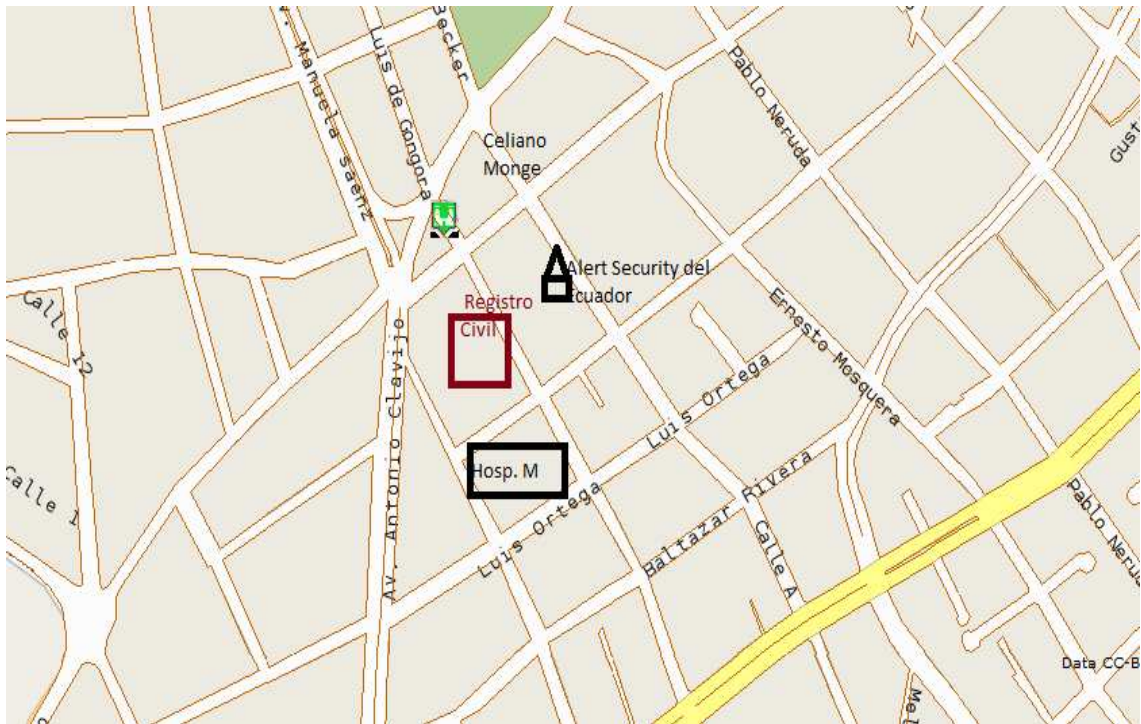 Becker
Luis de Gongora
. Manuela saenz
Pablo Neruda
Gust
Celiano
Monge
Alert Security del
Ecuador
Registro
Civil
Calle 12
Ernesto Mosquera
Av. Antonio Clavijo
Luis Ortega
Hosp. M
Calle 1
Luis Ortega
Baltazar Rivera
Calle A
Pablo Neruda
Data CC-B